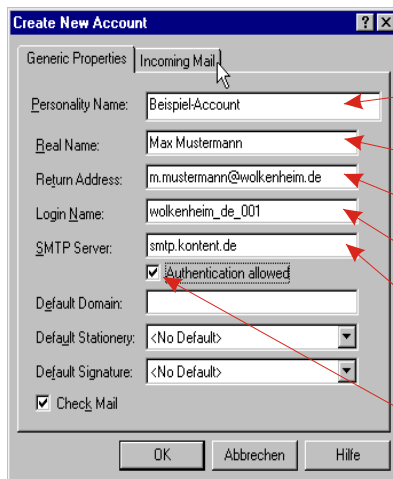 Create New Account
Generic Properties
Incoming Mail
Personality Name: Beispiel-Account
Real Name: Max Mustermann
Return Address: m.mustermann@wolkenheim.de
Login Name: wolkenheim_de_001
SMTP Server: smtp.kontent.de
Authentication allowed
Default Domain:
Default Stationery: <No Default>
Default Signature: <No Default>
Check Mail
OK Abbrechen Hilfe